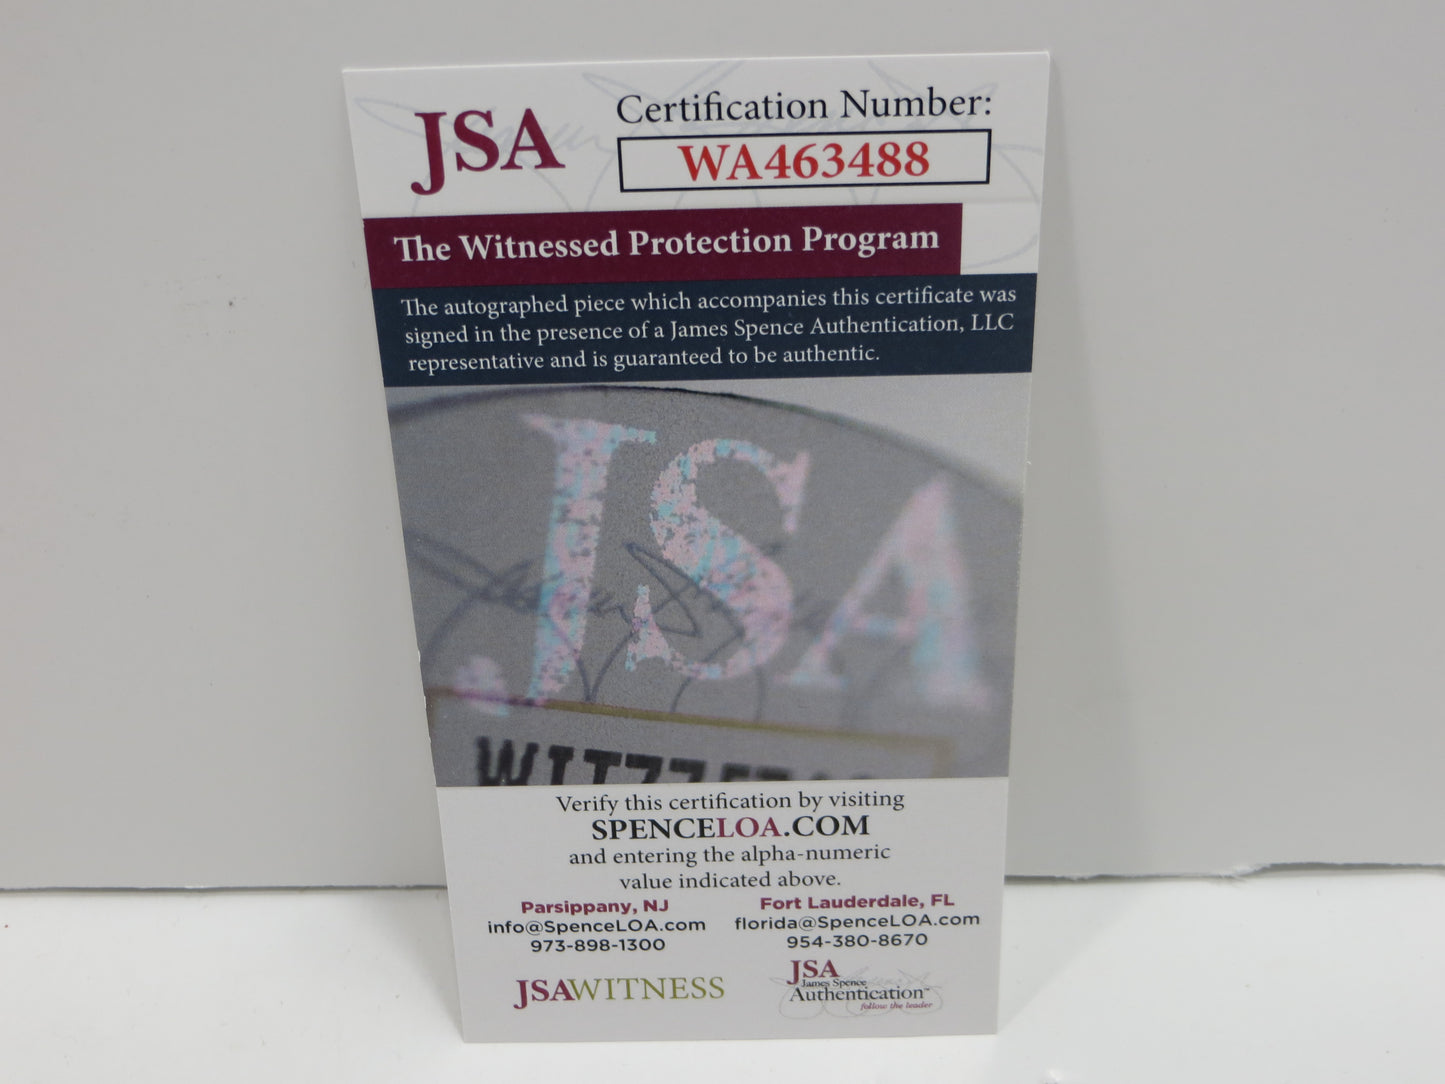 JSA
Certification Number:
WA463488
The Witnessed Protection Program
The autographed piece which accompanies this certificate was
signed in the presence of a James Spence Authentication, LLC
representative and is guaranteed to be authentic.
JSA
Verify this certification by visiting
SPENCELOA.COM
and entering the alpha-numeric
value indicated above.
Parsippany, NJ
info@SpenceLOA.com
973-898-1300
Fort Lauderdale, FL
florida@SpenceLOA.com
954-380-8670
JSAWITNESS
JSA
James Spence
Authentication™
follow the leader